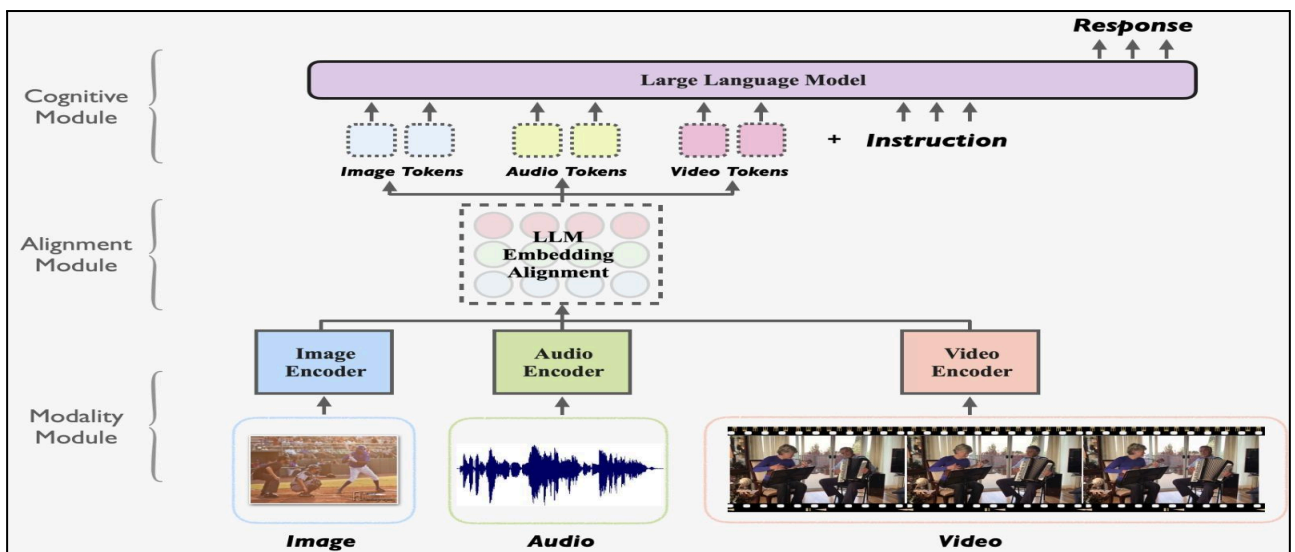 Response
Large Language Model
Cognitive
Module
+ Instruction
Image Tokens
Audio Tokens
Video Tokens
LLM
Embedding
Alignment
Alignment
Module
Image
Encoder
Audio
Encoder
Video
Encoder
Modality
Module
Image
Audio
Video